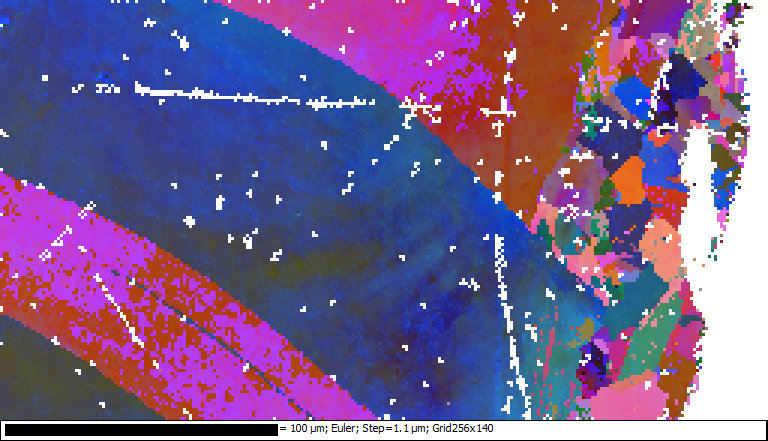 = 100 µm; Euler; Step=1.1 µm; Grid256x140